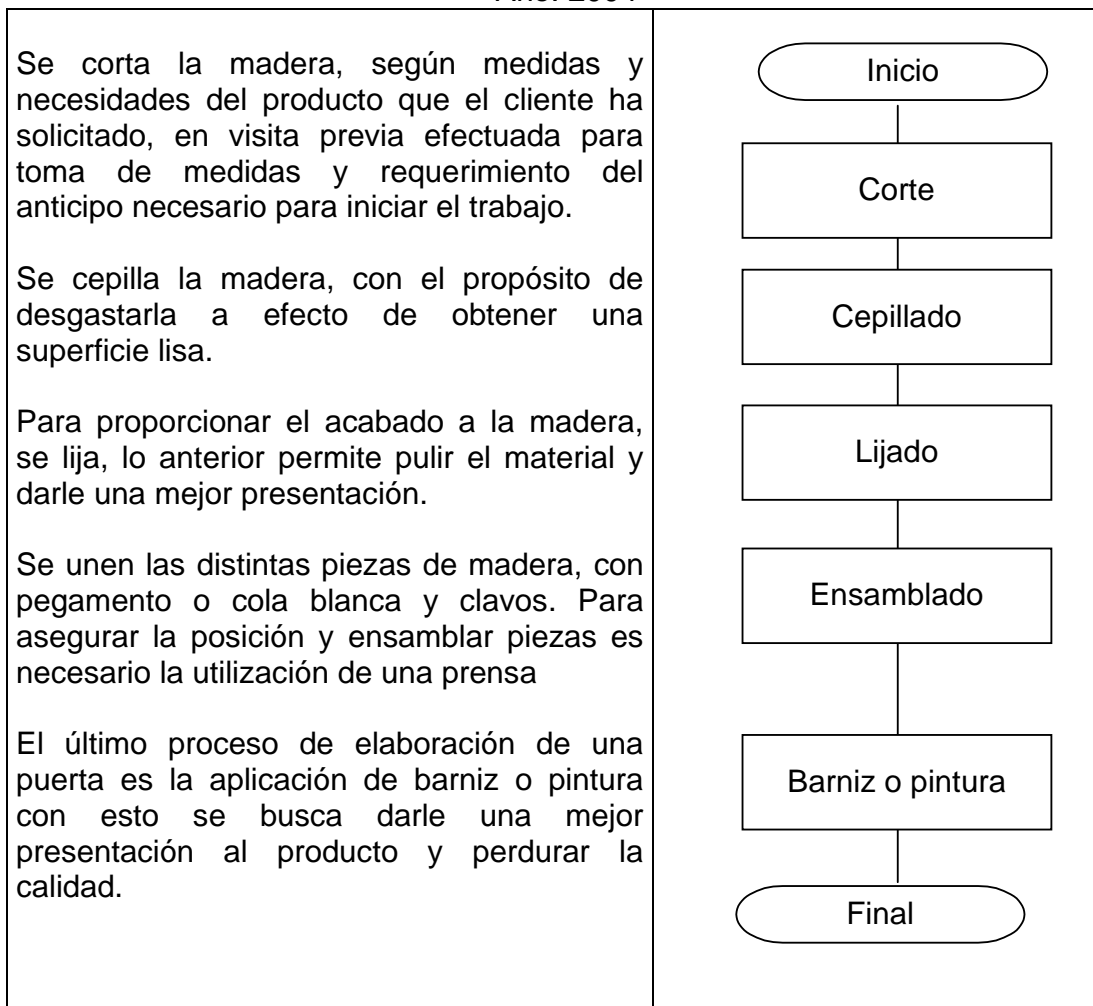 Se corta la madera, según medidas y
necesidades del producto que el cliente ha
solicitado, en visita previa efectuada para
toma de medidas y requerimiento del
anticipo necesario para iniciar el trabajo.
Se cepilla la madera, con el propósito de
desgastarla a efecto de obtener una
superficie lisa.
Para proporcionar el acabado a la madera,
se lija, lo anterior permite pulir el material y
darle una mejor presentación.
Se unen las distintas piezas de madera, con
pegamento o cola blanca y clavos. Para
asegurar la posición y ensamblar piezas es
necesario la utilización de una prensa
El último proceso de elaboración de una
puerta es la aplicación de barniz o pintura
con esto se busca darle una mejor
presentación al producto y perdurar la
calidad.
Inicio
Corte
Cepillado
Lijado
Ensamblado
Barniz o pintura
Final